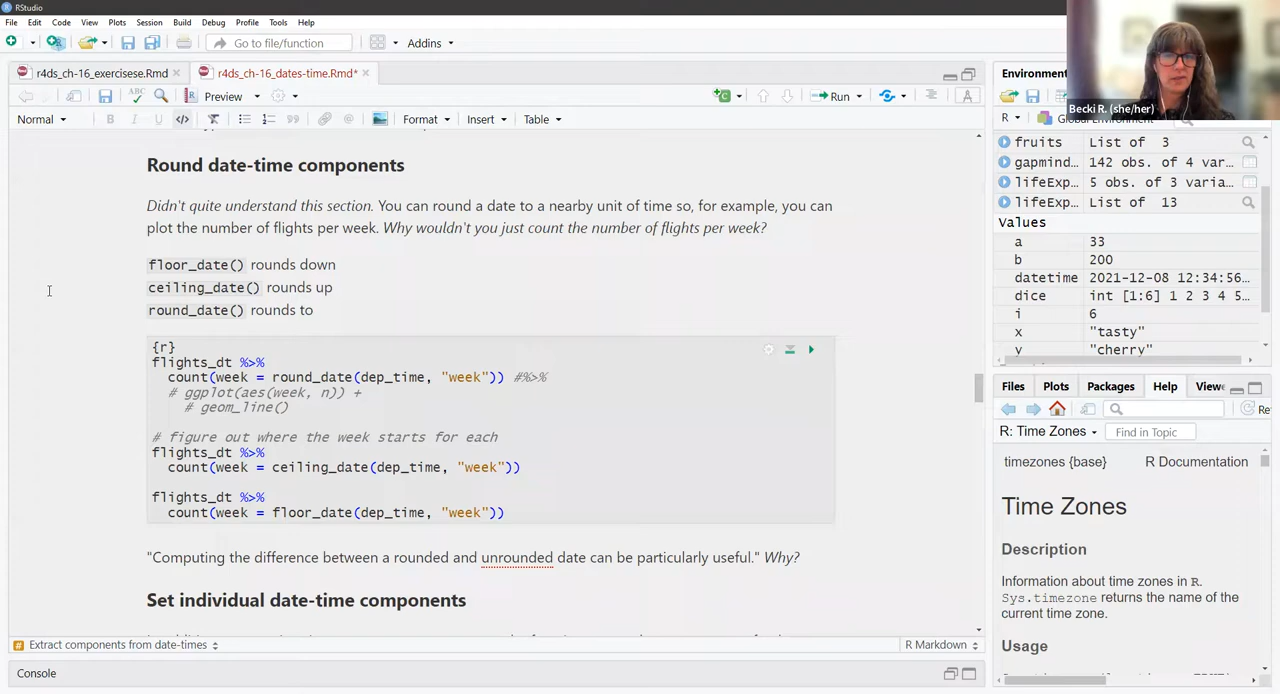 RStudio
File Edit Code View Plots Session Build Debug Profile Tools Help
Go to file/function Addins
r4ds_ch-16_exercisese.Rmd r4ds_ch-16_dates-time.Rmd*
ABC Preview Run
Normal B I U Format Insert Table
Round date-time components
Didn't quite understand this section. You can round a date to a nearby unit of time so, for example, you can
plot the number of flights per week. Why wouldn't you just count the number of flights per week?
floor_date() rounds down
ceiling_date() rounds up
round_date() rounds to
{r}
flights_dt %>%
count(week = round_date(dep_time, "week")) #%>%
# ggplot(aes(week, n)) +
# geom_line()
# figure out where the week starts for each
flights_dt %>%
count(week = ceiling_date(dep_time, "week"))
flights_dt %>%
count(week = floor_date(dep_time, "week"))
"Computing the difference between a rounded and unrounded date can be particularly useful." Why?
Set individual date-time components
# Extract components from date-times R Markdown
Console
Becki R. (she/her)
Environment
R Global Environment
fruits List of 3
gapmind… 142 obs. of 4 var…
lifeExp… 5 obs. of 3 varia…
lifeExp… List of 13
Values
a 33
b 200
datetime 2021-12-08 12:34:56…
dice int [1:6] 1 2 3 4 5…
i 6
x "tasty"
y "cherry"
Files Plots Packages Help View
Re
R: Time Zones Find in Topic
timezones {base} R Documentation
Time Zones
Description
Information about time zones in R.
Sys.timezone returns the name of the
current time zone.
Usage